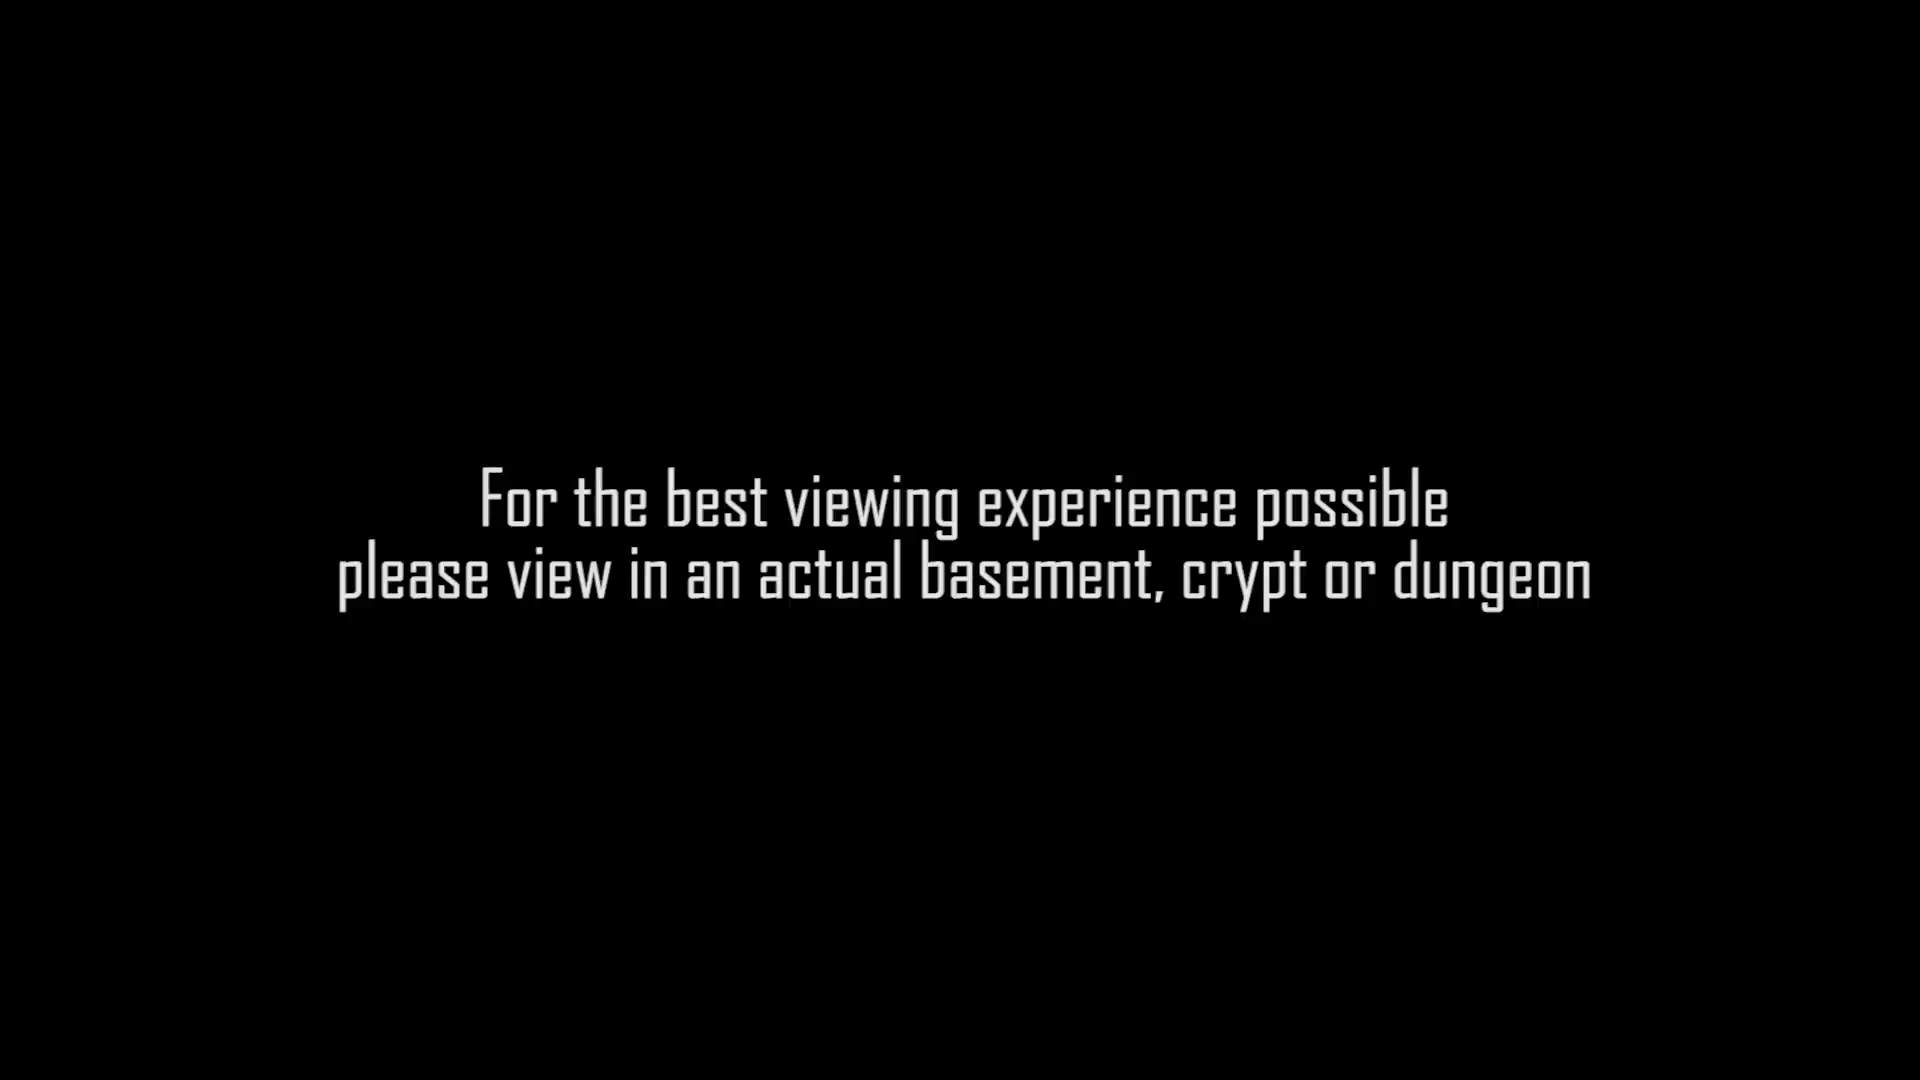 For the best viewing experience possible
please view in an actual basement, crypt or dungeon